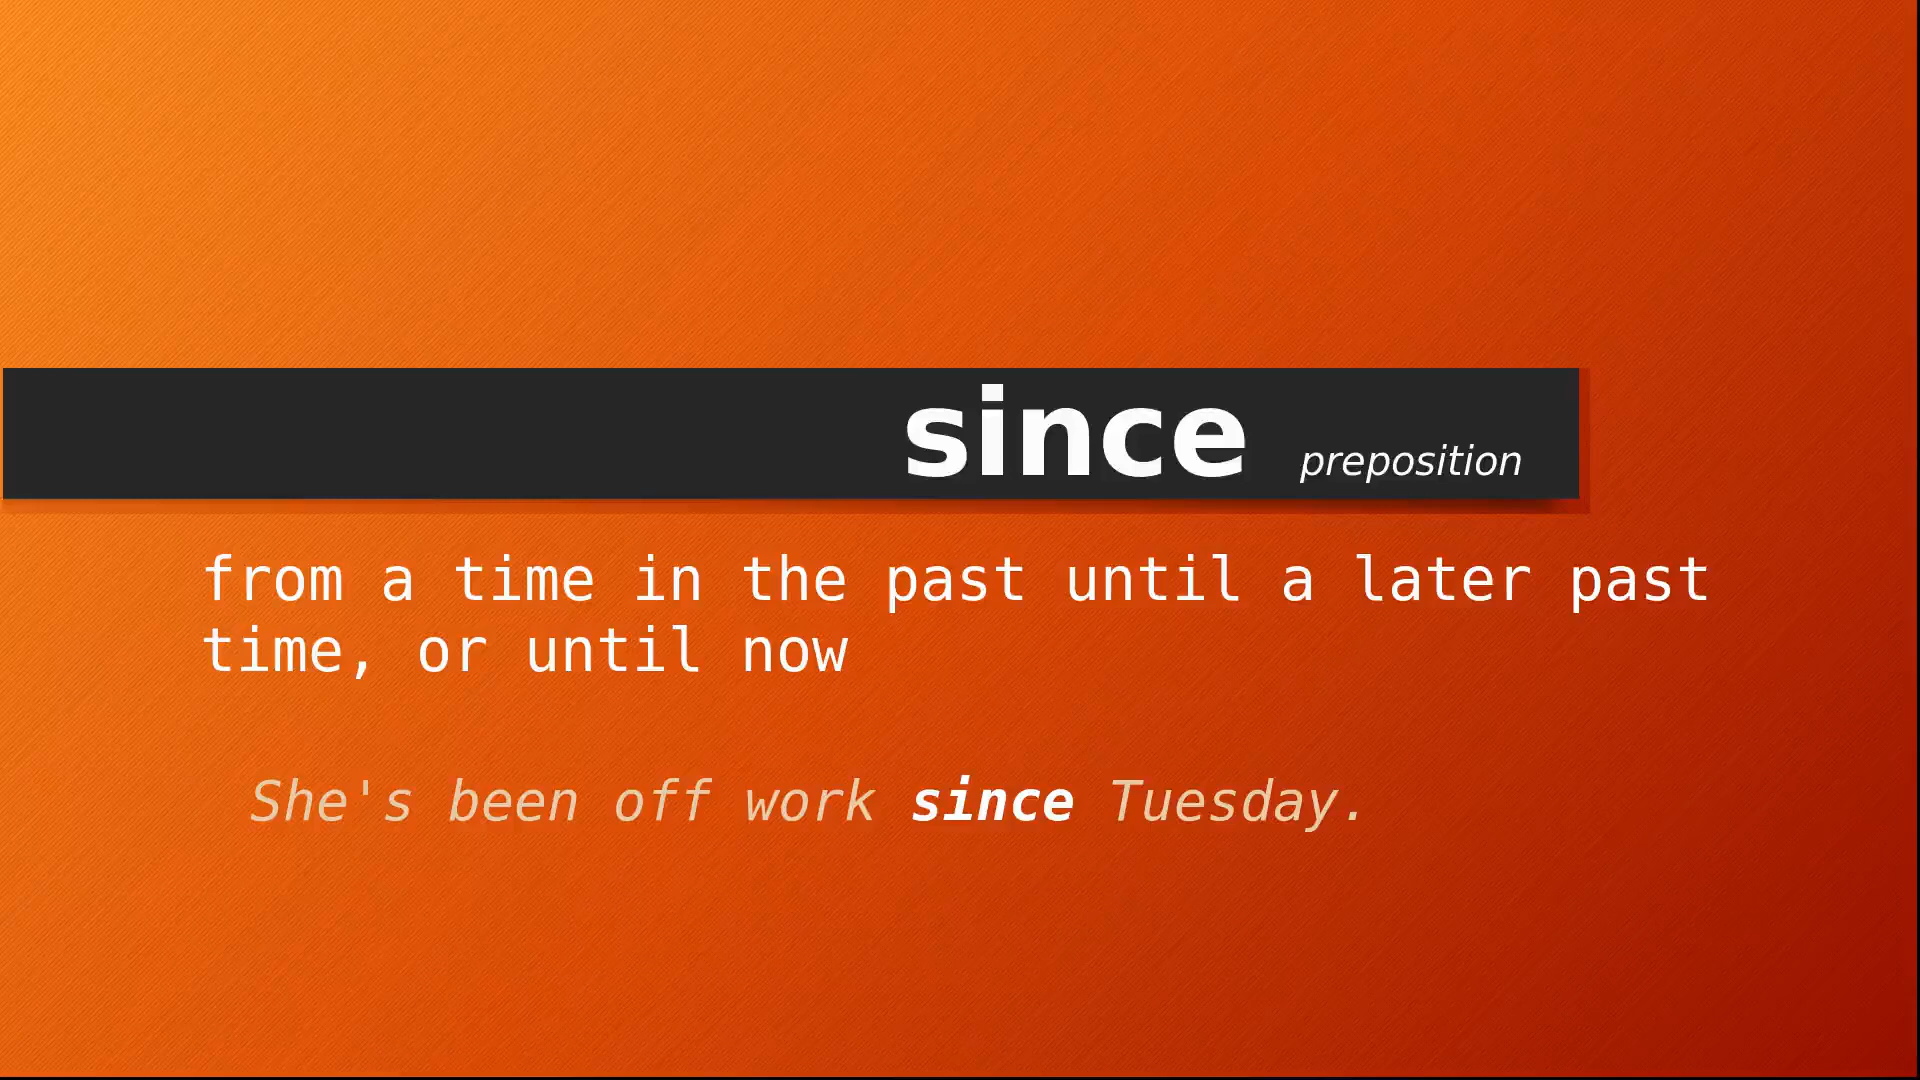 since preposition
from a time in the past until a later past
time, or until now
She's been off work since Tuesday.